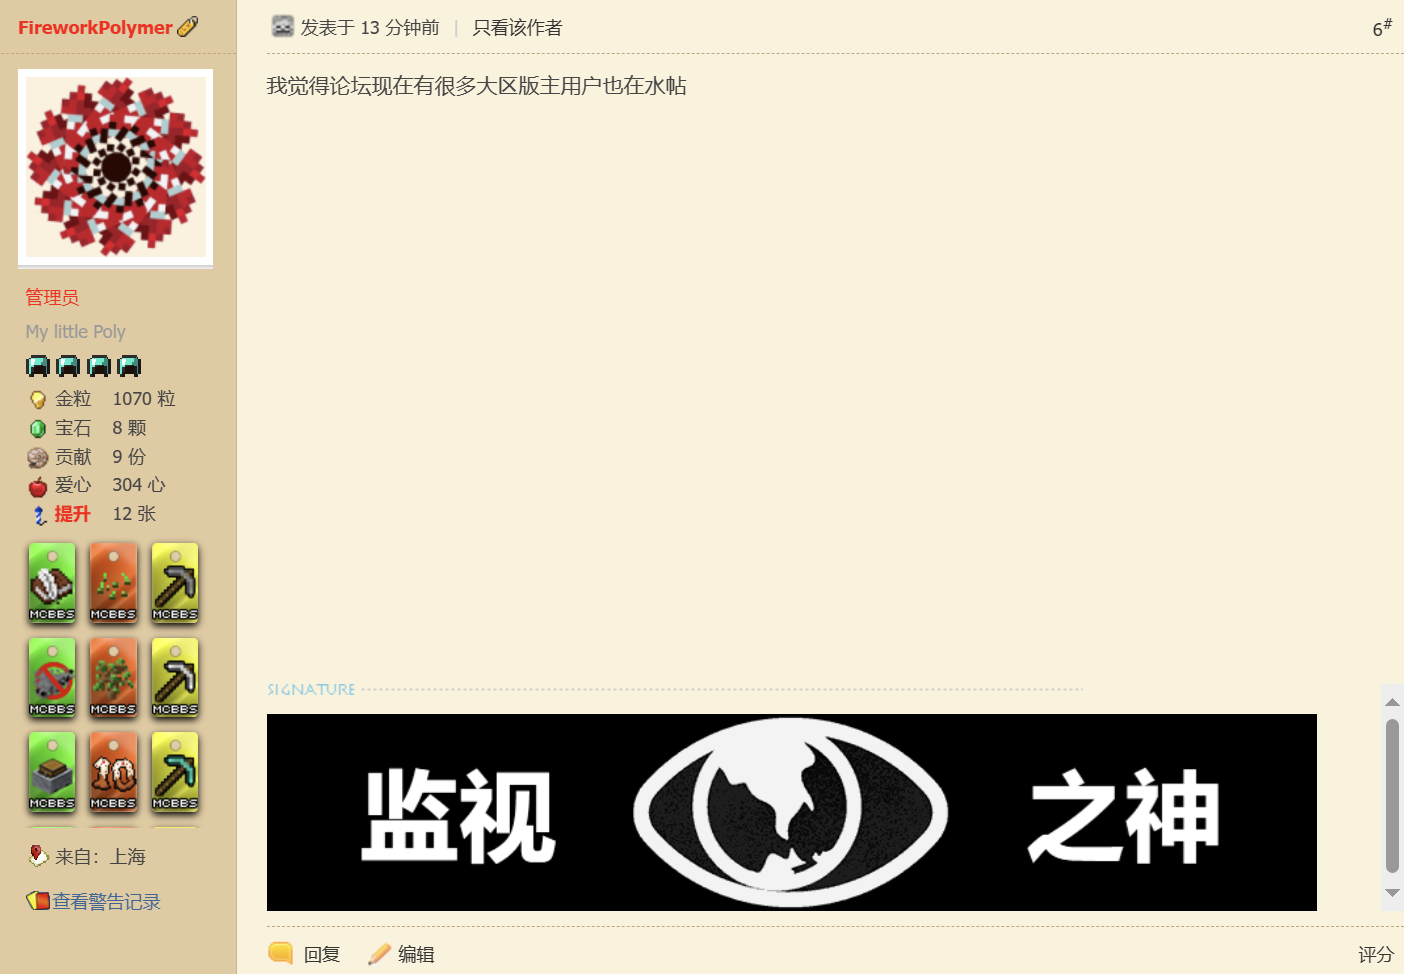 FireworkPolymer
发表于 13 分钟前 | 只看该作者
6#
我觉得论坛现在有很多大区版主用户也在水帖
管理员
My little Poly
金粒 1070 粒
宝石 8 颗
贡献 9 份
爱心 304 心
提升 12 张
MCBBS MCBBS MCBBS
MCBBS MCBBS MCBBS
10
MCBBS MCBBS MCBBS
来自：上海
查看警告记录
SIGNATURE
监视 之神
回复 编辑
评分